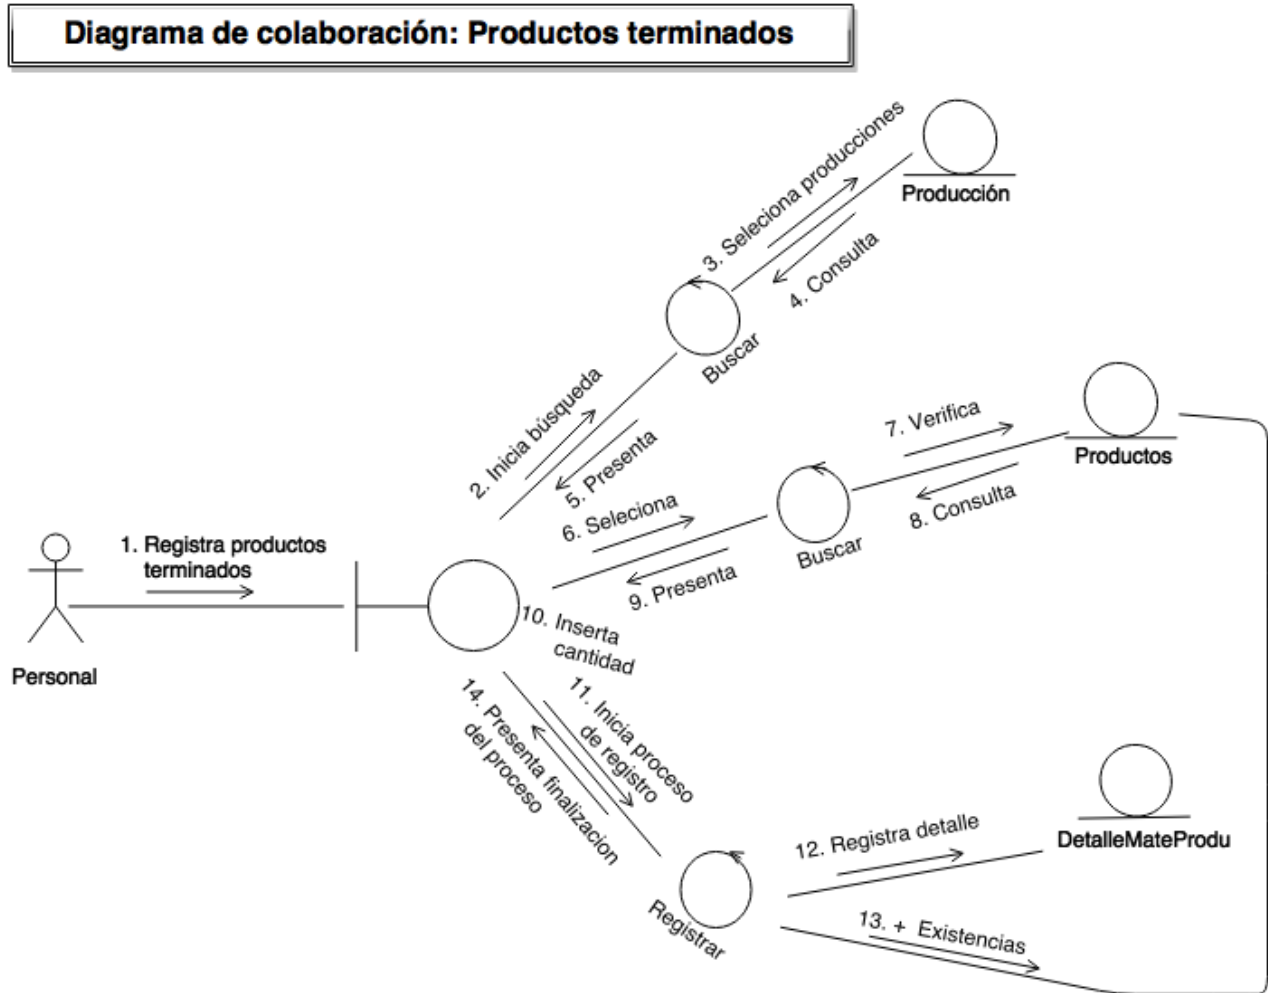 Diagrama de colaboración: Productos terminados
Producción
3. Seleciona producciones
4. Consulta
Buscar
2. Inicia búsqueda
5. Presenta
6. Seleciona
7. Verifica
Productos
8. Consulta
Buscar
9. Presenta
1. Registra productos
terminados
Personal
10. Inserta
cantidad
11. Inicia proceso
de registro
14. Presenta finalizacion
del proceso
Registrar
12. Registra detalle
DetalleMateProdu
13. + Existencias